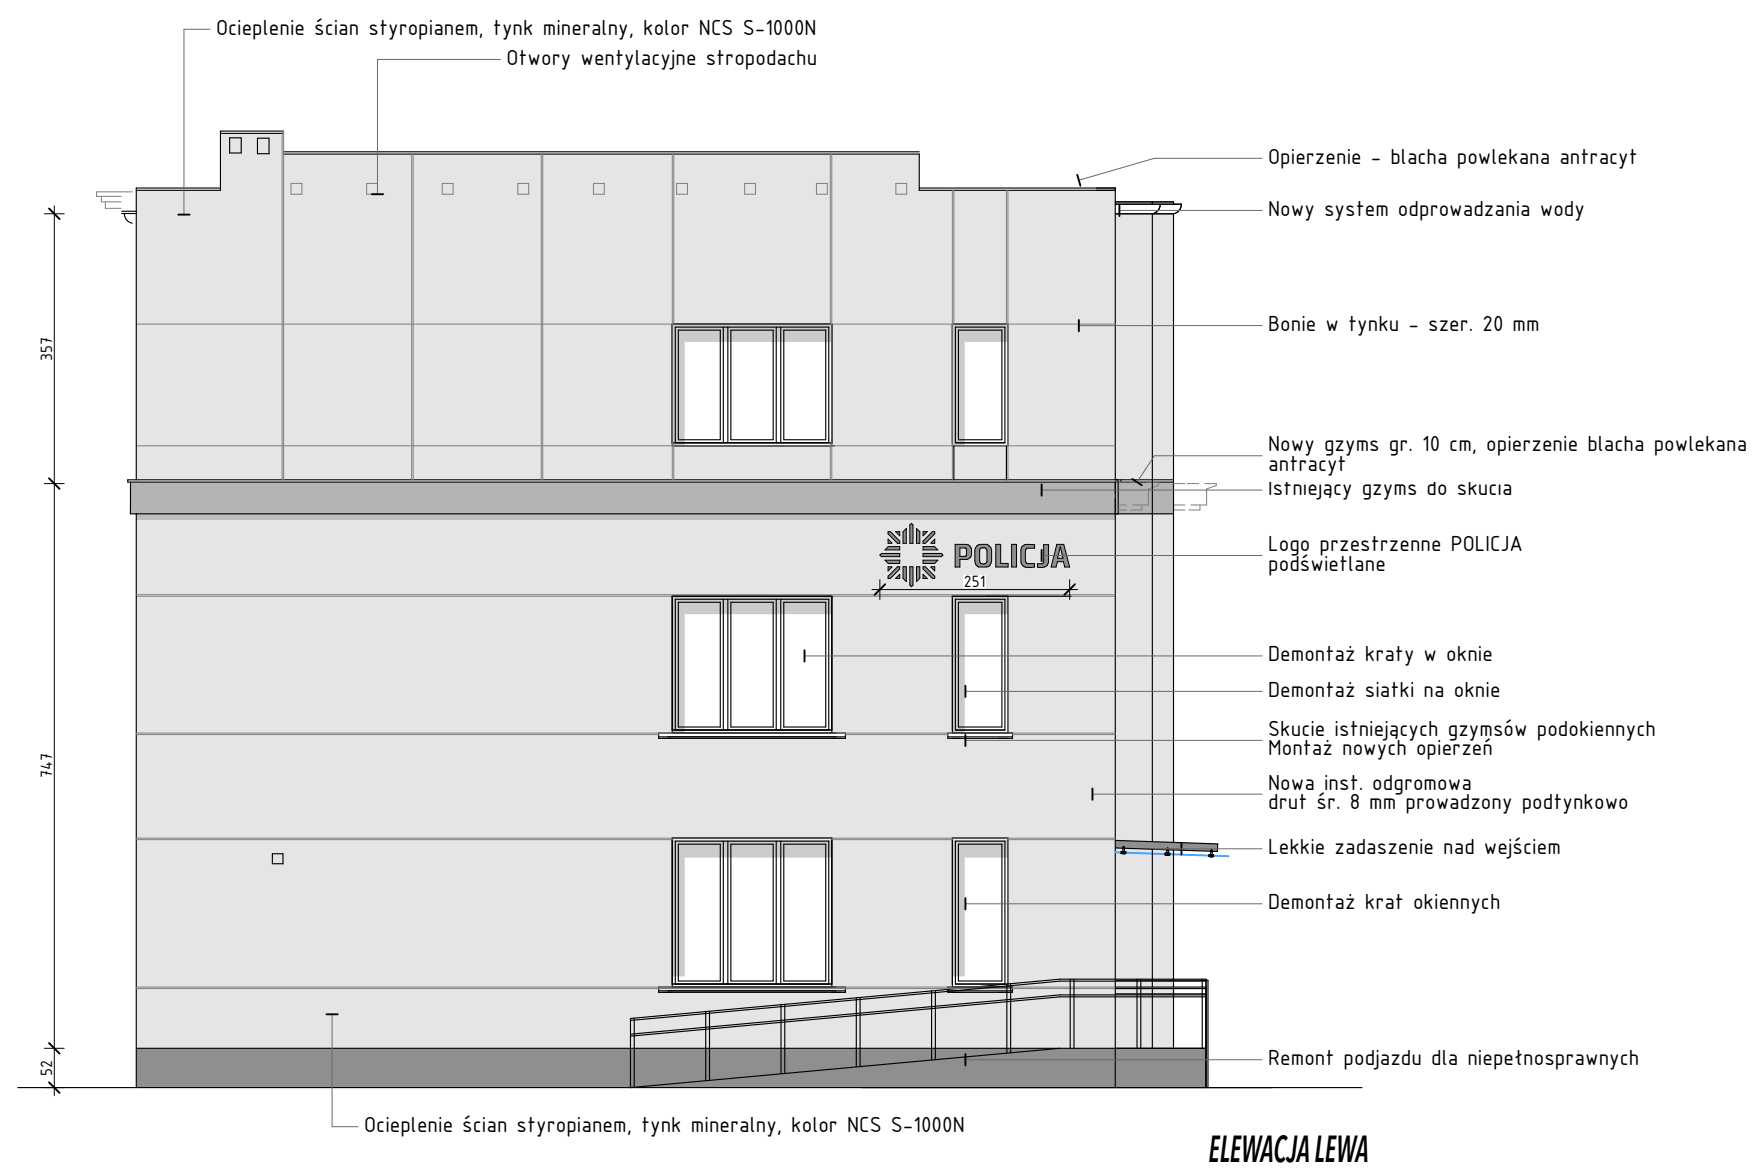 Ocieplenie ścian styropianem, tynk mineralny, kolor NCS S-1000N
Otwory wentylacyjne stropodachu
Opierzenie - blacha powlekana antracyt
Nowy system odprowadzania wody
Bonie w tynku - szer. 20 mm
357
Nowy gzyms gr. 10 cm, opierzenie blacha powlekana
antracyt
Istniejący gzyms do skucia
POLICJA
251
Logo przestrzenne POLICJA
podświetlane
Demontaż kraty w oknie
Demontaż siatki na oknie
Skucie istniejących gzymsów podokiennych
Montaż nowych opierzeń
747
Nowa inst. odgromowa
drut śr. 8 mm prowadzony podtynkowo
Lekkie zadaszenie nad wejściem
Demontaż krat okiennych
52
Remont podjazdu dla niepełnosprawnych
Ocieplenie ścian styropianem, tynk mineralny, kolor NCS S-1000N
ELEWACJA LEWA